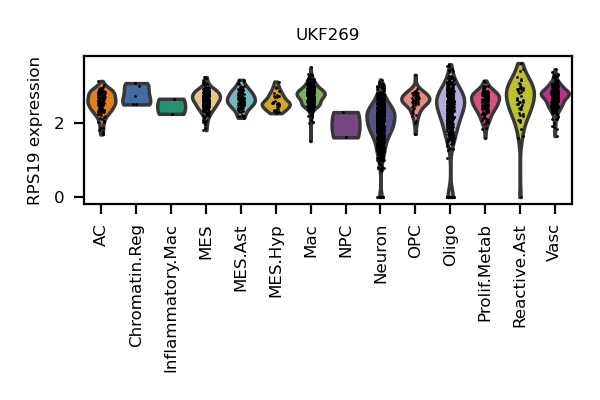 UKF269
RPS19 expression
2
0
AC
Chromatin.Reg
Inflammatory.Mac
MES
MES.Ast
MES.Hyp
Mac
NPC
Neuron
OPC
Oligo
Prolif.Metab
Reactive.Ast
Vasc